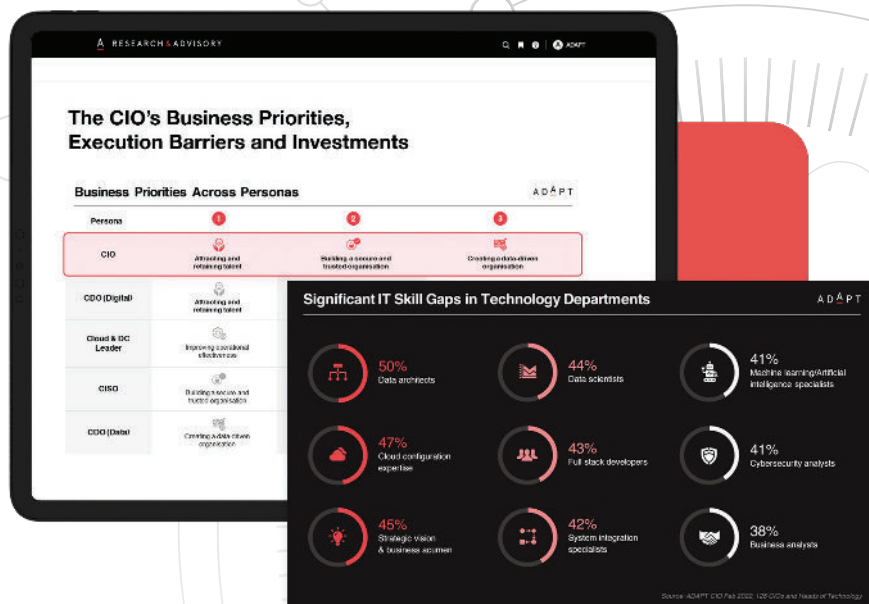 A RESEARCH & ADVISORY
ADAPT
The CIO's Business Priorities,
Execution Barriers and Investments
Business Priorities Across Personas
ADAPT
Persona
1
2
3
CIO
Attracting and
retaining talent
Building a secure and
trusted organisation
Creating a data-driven
organisation
CDO (Digital)
Attracting and
retaining talent
Cloud & DC
Leader
Improving operational
effectiveness
CISO
Building a secure and
trusted organisation
CDO (Data)
Creating a data-driven
organisation
Significant IT Skill Gaps in Technology Departments
ADAPT
50%
Data architects
44%
Data scientists
41%
Machine learning/Artificial
intelligence specialists
47%
Cloud configuration
expertise
43%
Full stack developers
41%
Cybersecurity analysts
45%
Strategic vision
& business acumen
42%
System integration
specialists
38%
Business analysts
Source: ADAPT CIO Feb 2022, 128 CIOs and Heads of Technology